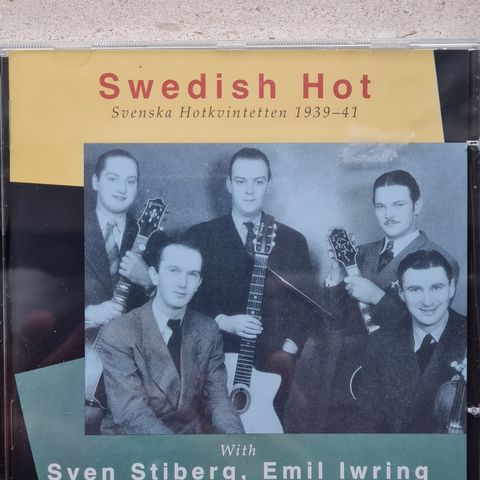 Swedish Hot
Svenska Hotkvintetten 1939–41
With
Sven Stiberg, Emil Iwring